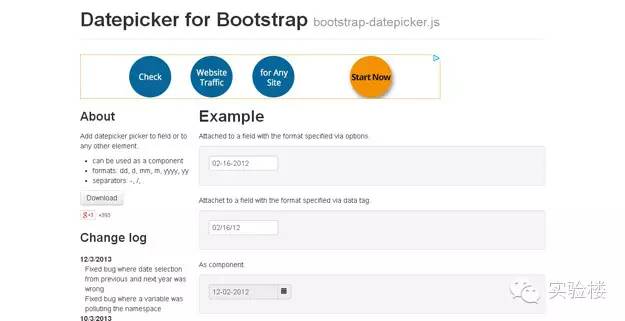 Datepicker for Bootstrap bootstrap-datepicker.js
Check
Website
Traffic
for Any
Site
Start Now
About
Add datepicker picker to field or to
any other element.
can be used as a component
formats: dd, d, mm, m, yyyy, yy
separators: -, /,
Download
g+1 +393
Change log
12/3/2013
Fixed bug where date selection
from previous and next year was
wrong
Fixed bug where a variable was
polluting the namespace
10/3/2013
Example
Attached to a field with the format specified via options.
02-16-2012
Attachet to a field with the format specified via data tag.
02/16/12
As component.
12-02-2012
实验楼